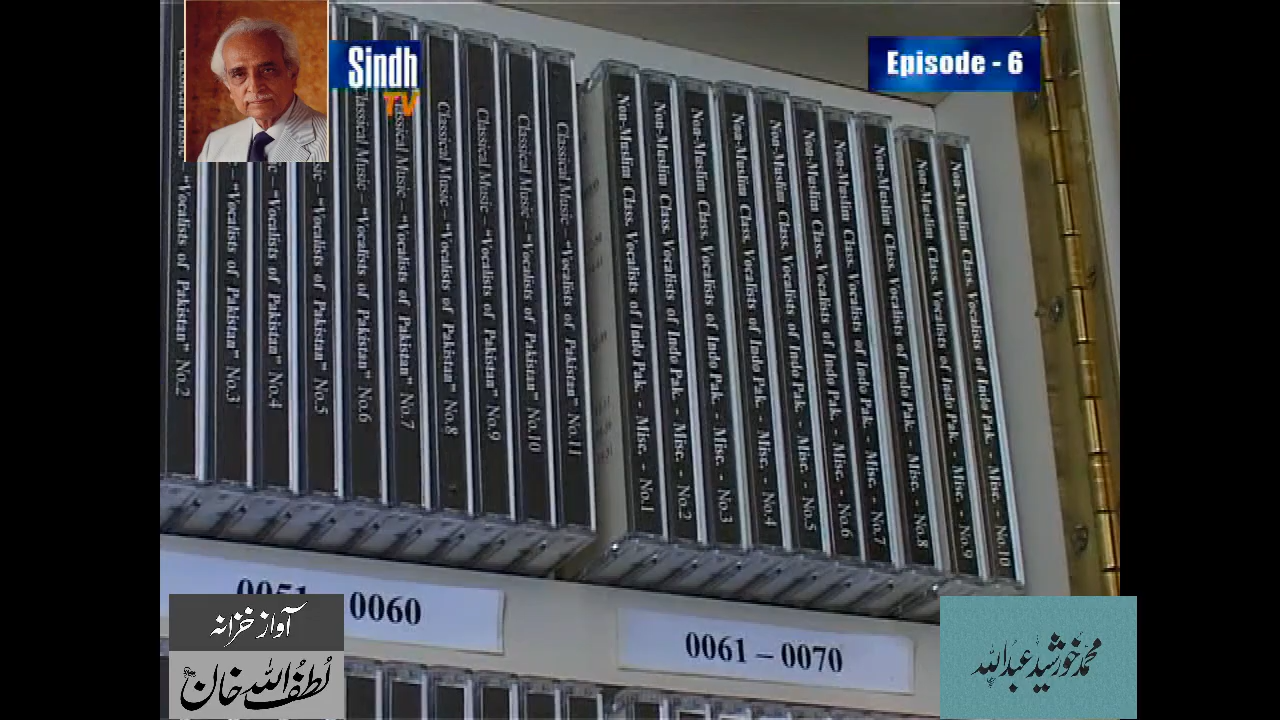 Sindh
TV
Episode - 6
"Vocalists of Pakistan" No.2
"Vocalists of Pakistan" No.3
"Vocalists of Pakistan" No.4
"Vocalists of Pakistan" No.5
Classical Music – "Vocalists of Pakistan" No.6
Classical Music – "Vocalists of Pakistan" No.7
Classical Music – "Vocalists of Pakistan" No.8
Classical Music – "Vocalists of Pakistan" No.9
Classical Music – "Vocalists of Pakistan" No.10
Classical Music – "Vocalists of Pakistan" No.11
Non-Muslim Class. Vocalists of Indo Pak. - Misc. - No.1
Non-Muslim Class. Vocalists of Indo Pak. - Misc. - No.2
Non-Muslim Class. Vocalists of Indo Pak. - Misc. - No.3
Non-Muslim Class. Vocalists of Indo Pak. - Misc. - No.4
Non-Muslim Class. Vocalists of Indo Pak. - Misc. - No.5
Non-Muslim Class. Vocalists of Indo Pak. - Misc. - No.6
Non-Muslim Class. Vocalists of Indo Pak. - Misc. - No.7
Non-Muslim Class. Vocalists of Indo Pak. - Misc. - No.8
Non-Muslim Class. Vocalists of Indo Pak. - Misc. - No.9
Non-Muslim Class. Vocalists of Indo Pak. - Misc. - No.10
0051 0060
0061 – 0070
آواز خزانہ
لُطفُ اللہ خان
محمد خورشید عبداللہ